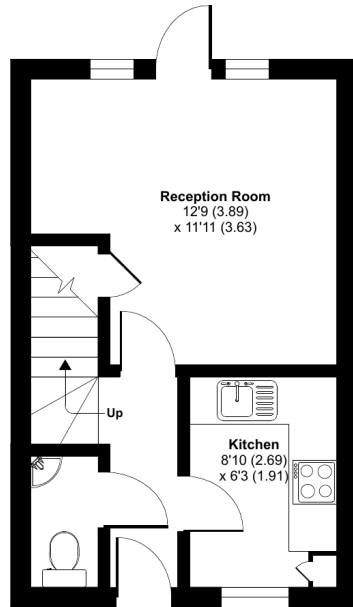 Reception Room
12'9 (3.89)
x 11'11 (3.63)
Up
Kitchen
8'10 (2.69)
x 6'3 (1.91)